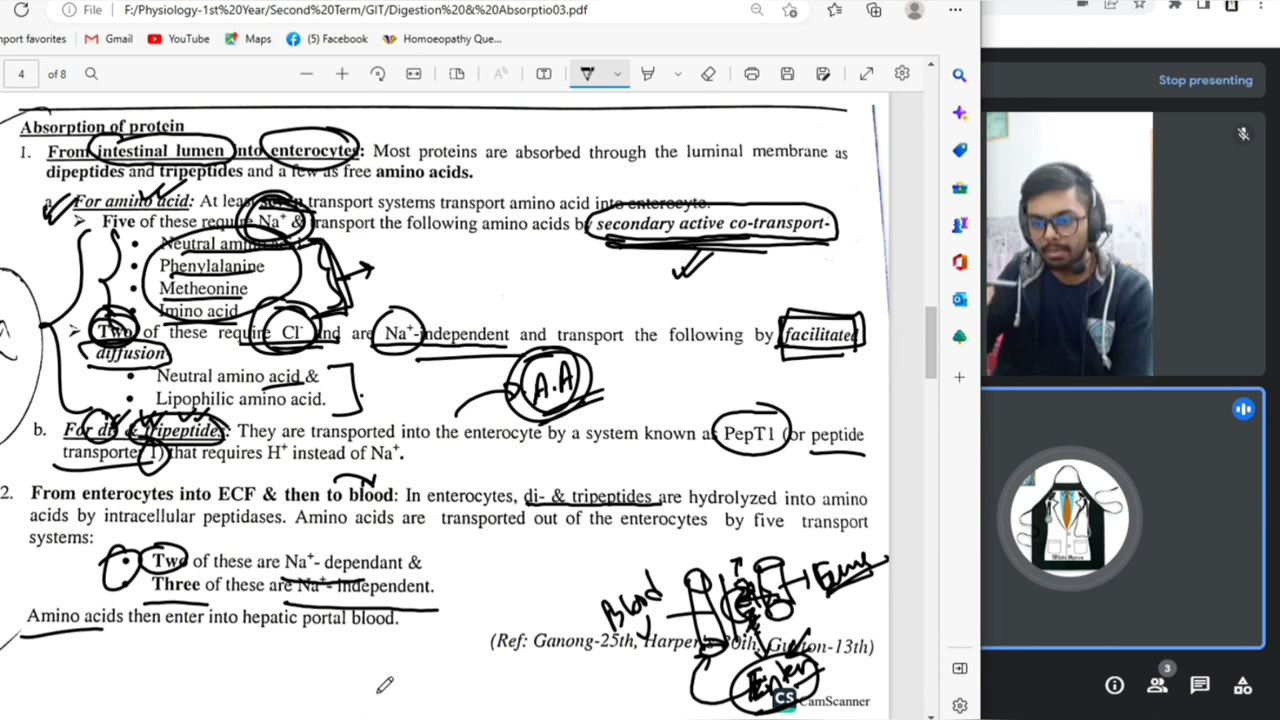 File | F:/Physiology-1st%20Year/Second%20Term/GIT/Digestion%20&%20Absorptio03.pdf
Stop presenting
nport favorites
Gmail
YouTube
Maps
(5) Facebook
Homoeopathy Que...
4 of 8
Absorption of protein
1. From intestinal lumen into enterocytes: Most proteins are absorbed through the luminal membrane as
dipeptides and tripeptides and a few as free amino acids.
a. For amino acid: At least seven transport systems transport amino acid into enterocyte.
➢ Five of these require Na+ & transport the following amino acids by secondary active co-transport-
• Neutral amino
• Phenylalanine
• Metheonine
• Imino acid
➢ Two of these require Cl- and are Na+-independent and transport the following by facilitated
diffusion
• Neutral amino acid &
• Lipophilic amino acid.
A.A
b. For di- & tripeptides: They are transported into the enterocyte by a system known as PepT1 (or peptide
transporter 1) that requires H+ instead of Na+.
2. From enterocytes into ECF & then to blood: In enterocytes, di- & tripeptides are hydrolyzed into amino
acids by intracellular peptidases. Amino acids are transported out of the enterocytes by five transport
systems:
• Two of these are Na+- dependant &
Three of these are Na+- independent.
Amino acids then enter into hepatic portal blood.
Blood
(Ref: Ganong-25th, Harper's 30th, Guyton-13th)
CS CamScanner
3